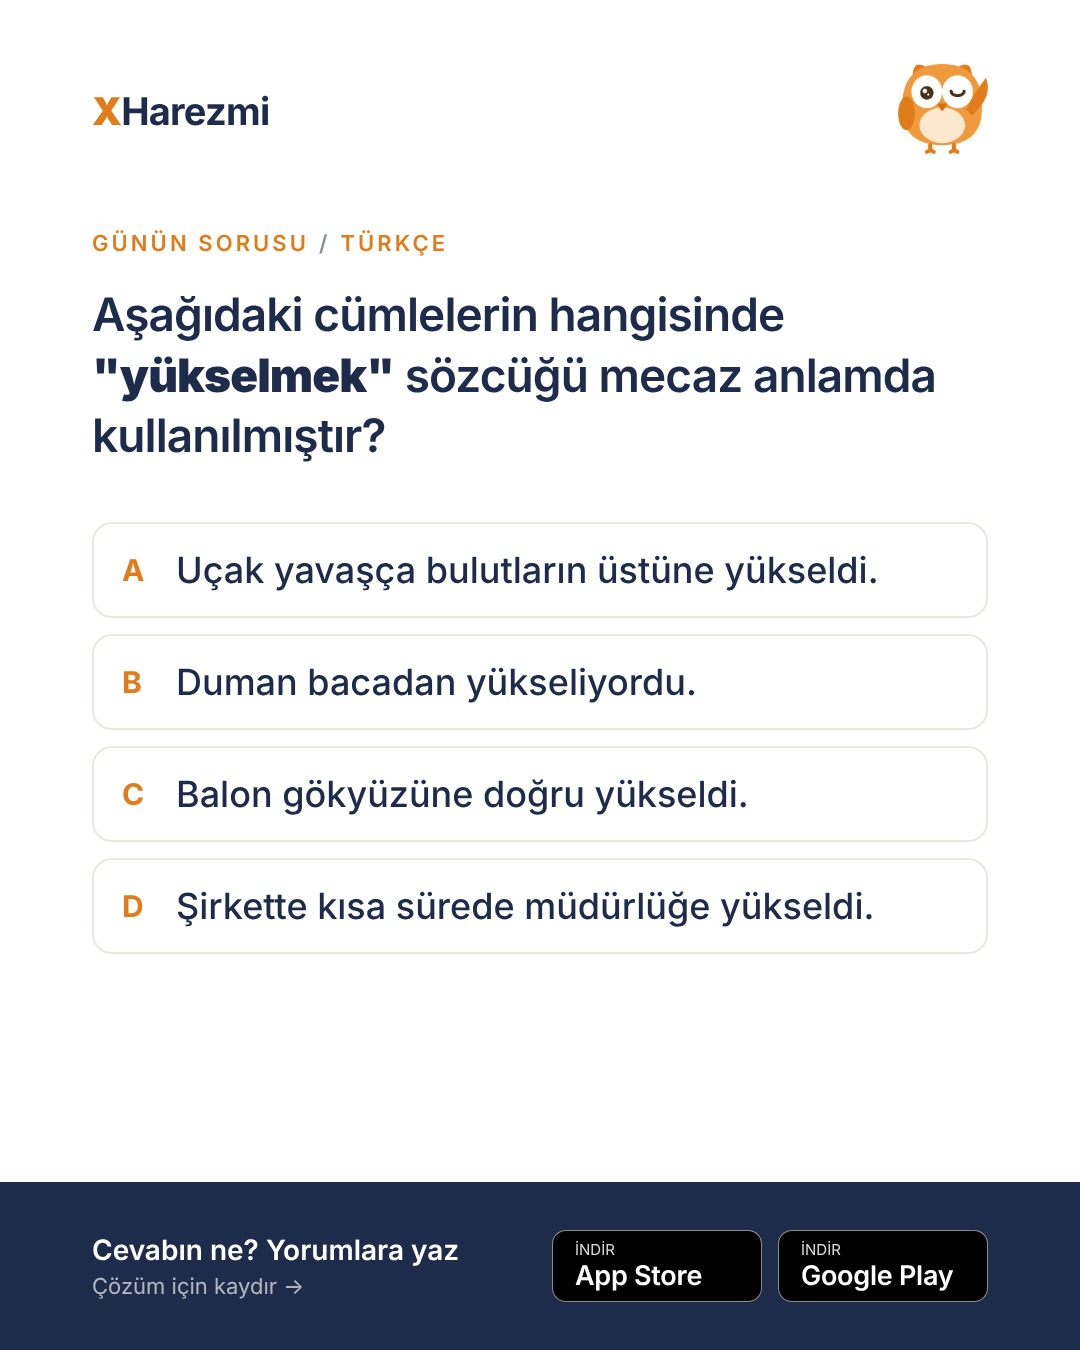 XHarezmi
GÜNÜN SORUSU / TÜRKÇE
Aşağıdaki cümlelerin hangisinde
"yükselmek" sözcüğü mecaz anlamda
kullanılmıştır?
A Uçak yavaşça bulutların üstüne yükseldi.
B Duman bacadan yükseliyordu.
C Balon gökyüzüne doğru yükseldi.
D Şirkette kısa sürede müdürlüğe yükseldi.
Cevabın ne? Yorumlara yaz
Çözüm için kaydır →
İNDİR
App Store
İNDİR
Google Play